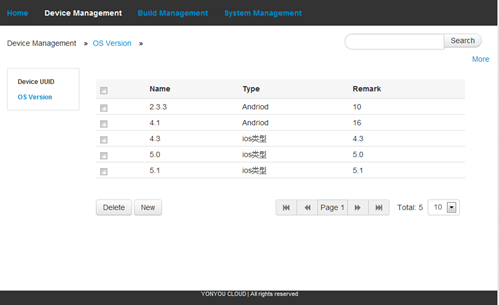 Home Device Management Build Management System Management
Device Management » OS Version » Search
More
Device UUID
OS Version
Name Type Remark
2.3.3 Andriod 10
4.1 Andriod 16
4.3 ios类型 4.3
5.0 ios类型 5.0
5.1 ios类型 5.1
Delete New Page 1 Total: 5 10
YONYOU CLOUD | All rights reserved